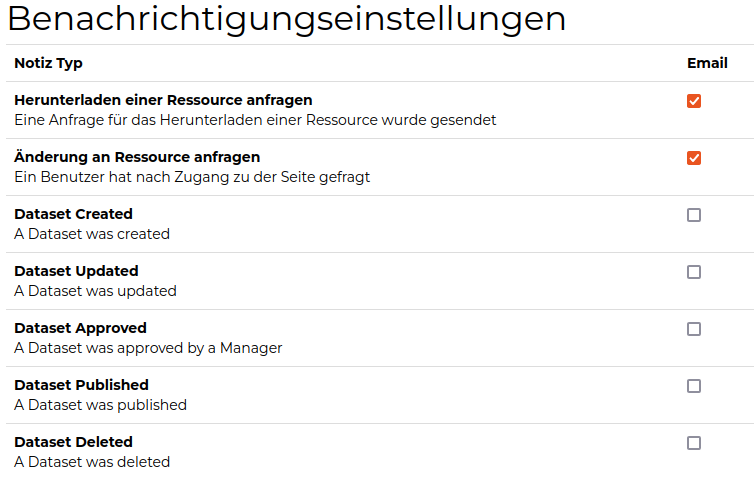 Benachrichtigungseinstellungen
Notiz Typ Email
Herunterladen einer Ressource anfragen
Eine Anfrage für das Herunterladen einer Ressource wurde gesendet
Änderung an Ressource anfragen
Ein Benutzer hat nach Zugang zu der Seite gefragt
Dataset Created
A Dataset was created
Dataset Updated
A Dataset was updated
Dataset Approved
A Dataset was approved by a Manager
Dataset Published
A Dataset was published
Dataset Deleted
A Dataset was deleted